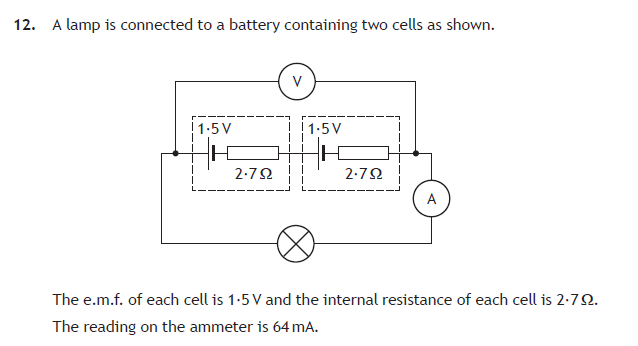 12. A lamp is connected to a battery containing two cells as shown.
V
1·5 V 1·5 V
2·7 Ω 2·7 Ω
A
The e.m.f. of each cell is 1·5 V and the internal resistance of each cell is 2·7 Ω.
The reading on the ammeter is 64 mA.